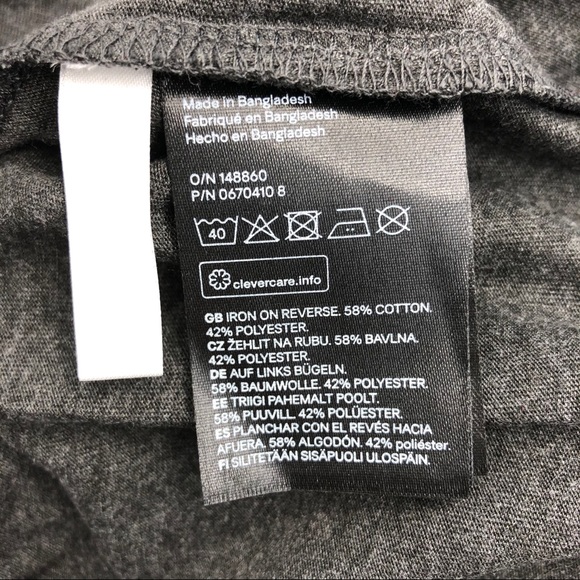 Made in Bangladesh
Fabriqué en Bangladesh
Hecho en Bangladesh
O/N 148860
P/N 0670410 8
40
clevercare.info
GB IRON ON REVERSE. 58% COTTON.
42% POLYESTER.
CZ ŽEHLIT NA RUBU. 58% BAVLNA.
42% POLYESTER.
DE AUF LINKS BÜGELN.
58% BAUMWOLLE. 42% POLYESTER.
EE TRIIGI PAHEMALT POOLT.
58% PUUVILL. 42% POLÜESTER.
ES PLANCHAR CON EL REVÉS HACIA
AFUERA. 58% ALGODÓN. 42% poliéster.
FI SILITETÄÄN SISÄPUOLI ULOSPÄIN.